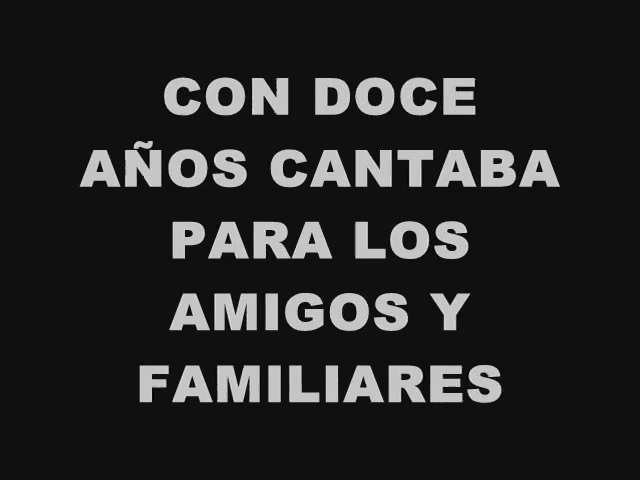 CON DOCE
AÑOS CANTABA
PARA LOS
AMIGOS Y
FAMILIARES